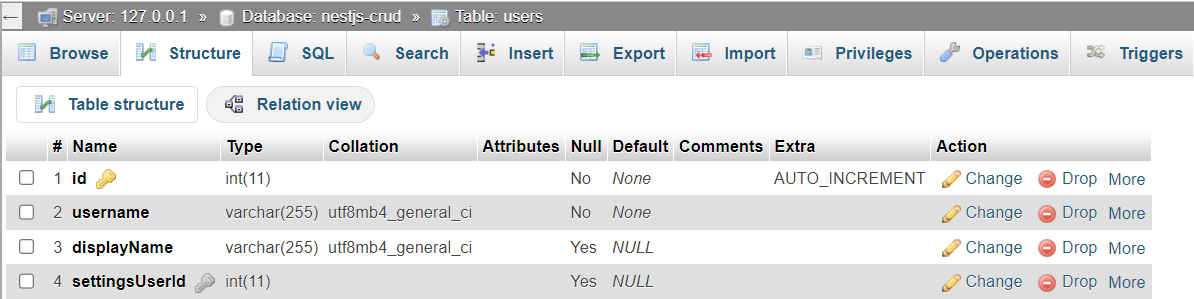 ← Server: 127.0.0.1 » Database: nestjs-crud » Table: users
Browse Structure SQL Search Insert Export Import Privileges Operations Triggers
Table structure Relation view
# Name Type Collation Attributes Null Default Comments Extra Action
1 id int(11) No None AUTO_INCREMENT Change Drop More
2 username varchar(255) utf8mb4_general_ci No None Change Drop More
3 displayName varchar(255) utf8mb4_general_ci Yes NULL Change Drop More
4 settingsUserId int(11) Yes NULL Change Drop More